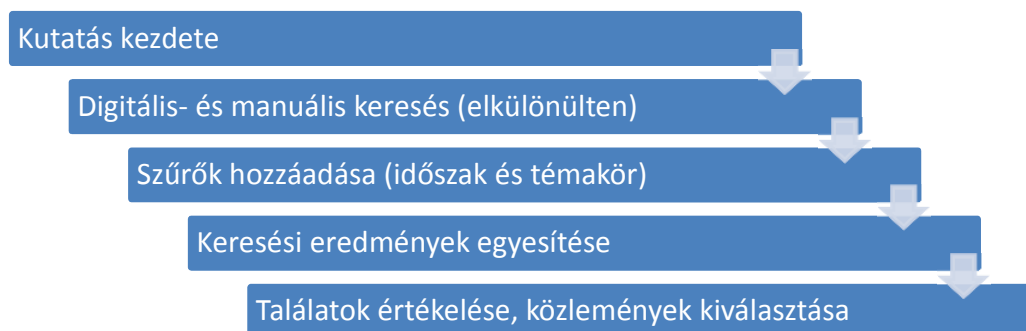 Kutatás kezdete
Digitális- és manuális keresés (elkülönülten)
Szűrők hozzáadása (időszak és témakör)
Keresési eredmények egyesítése
Találatok értékelése, közlemények kiválasztása